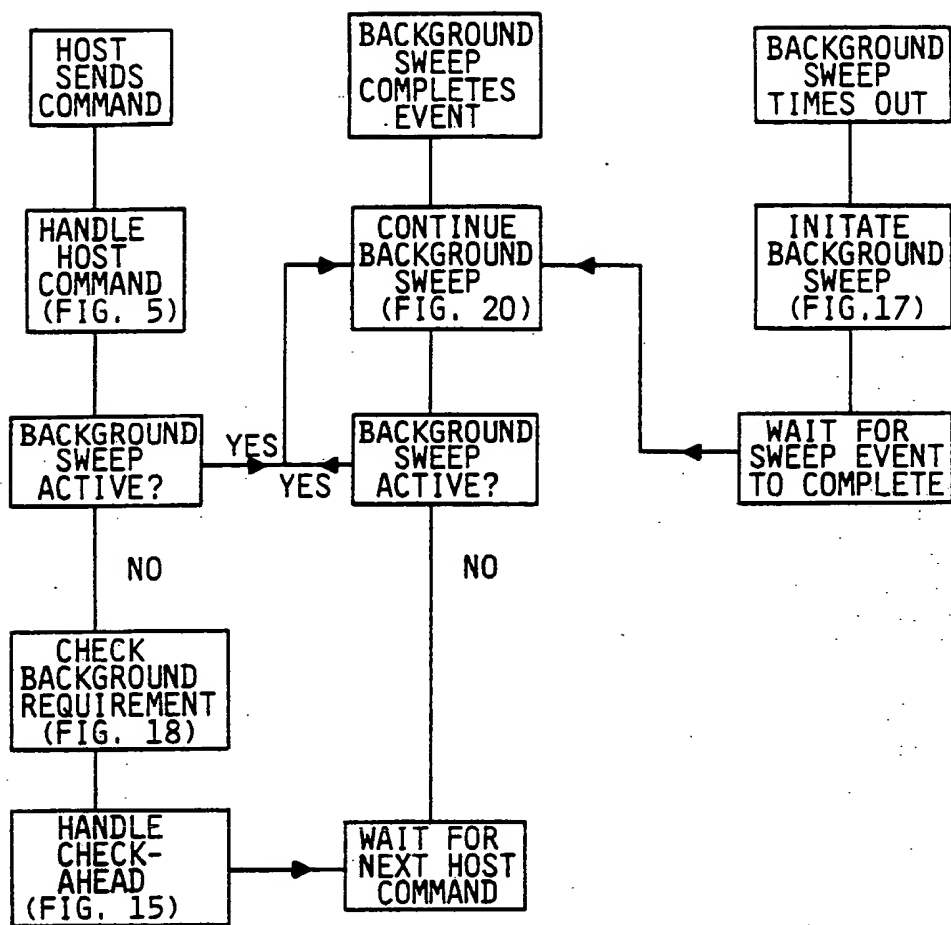 HOST
SENDS
COMMAND
BACKGROUND
SWEEP
COMPLETES
EVENT
BACKGROUND
SWEEP
TIMES OUT
HANDLE
HOST
COMMAND
(FIG. 5)
CONTINUE
BACKGROUND
SWEEP
(FIG. 20)
INITATE
BACKGROUND
SWEEP
(FIG.17)
BACKGROUND
SWEEP
ACTIVE?
YES
YES
BACKGROUND
SWEEP
ACTIVE?
WAIT FOR
SWEEP EVENT
TO COMPLETE
NO
NO
CHECK
BACKGROUND
REQUIREMENT
(FIG. 18)
HANDLE
CHECK-
AHEAD
(FIG. 15)
WAIT FOR
NEXT HOST
COMMAND